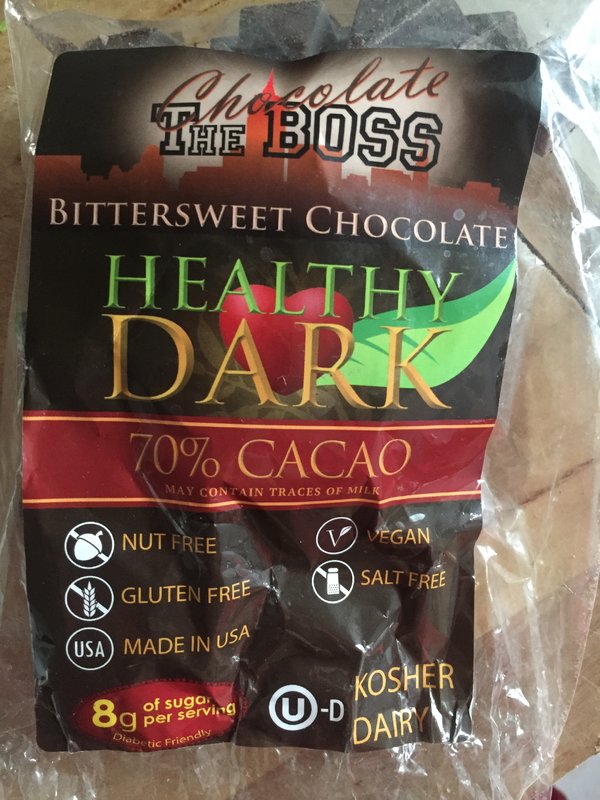 Chocolate
THE BOSS
BITTERSWEET CHOCOLATE
HEALTHY
DARK
70% CACAO
MAY CONTAIN TRACES OF MILK
NUT FREE
V VEGAN
GLUTEN FREE
SALT FREE
USA MADE IN USA
8g of sugar
per serving
Diabetic Friendly
U-D KOSHER
DAIRY